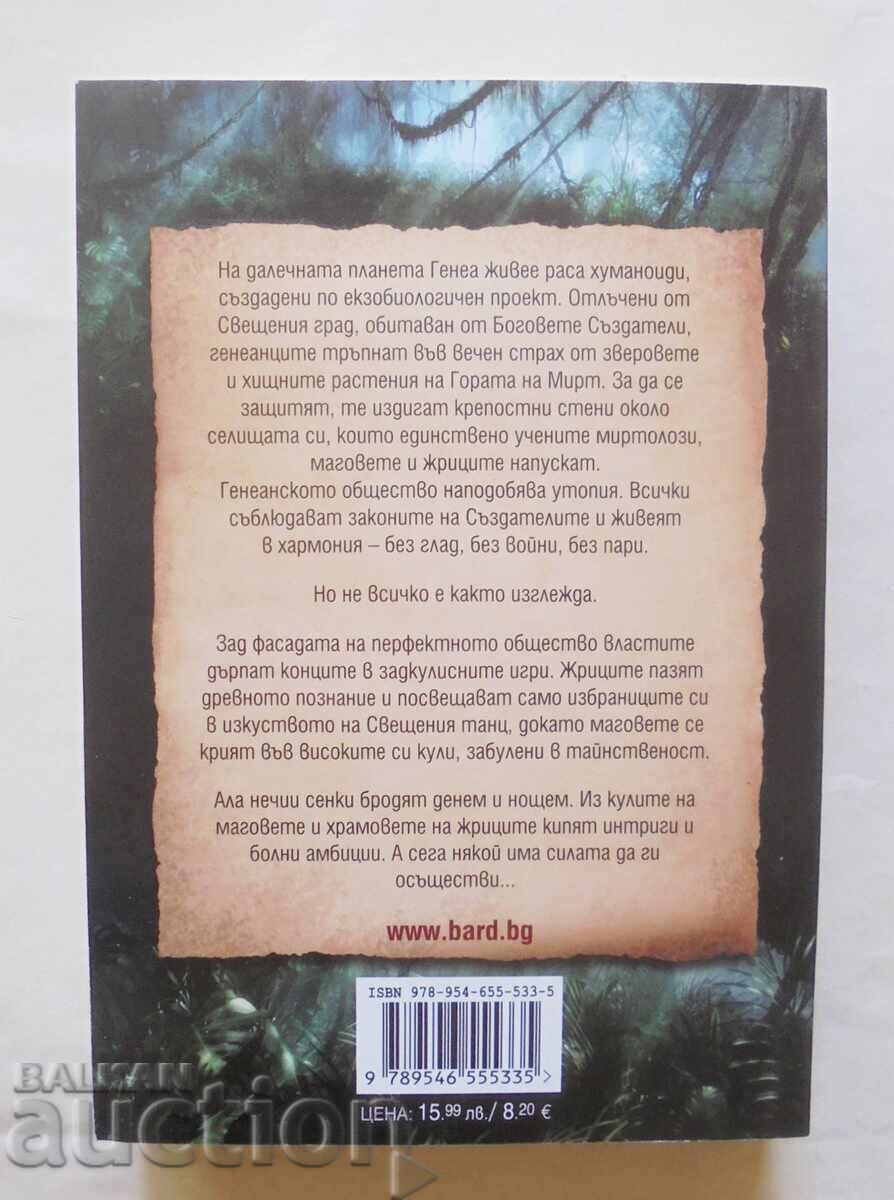 На далечната планета Генеа живее раса хуманоиди,
създадени по екзобиологичен проект. Отлъчени от
Свещения град, обитаван от Боговете Създатели,
генеанците тръпнат във вечен страх от зверовете
и хищните растения на Гората на Мирт. За да се
защитят, те издигат крепостни стени около
селищата си, които единствено учените миртолози,
маговете и жриците напускат.
Генеанското общество наподобява утопия. Всички
съблюдават законите на Създателите и живеят
в хармония – без глад, без войни, без пари.
Но не всичко е както изглежда.
Зад фасадата на перфектното общество властите
дърпат конците в задкулисните игри. Жриците пазят
древното познание и посвещават само избраниците си
в изкуството на Свещения танц, докато маговете се
крият във високите си кули, забулени в тайнственост.
Ала нечии сенки бродят денем и нощем. Из кулите на
маговете и храмовете на жриците кипят интриги и
болни амбиции. А сега някой има силата да ги
осъществи...
www.bard.bg
ISBN 978-954-655-533-5
9 789546 555335 >
ЦЕНА: 15.99 лв./ 8.20 €
BALKAN
auction